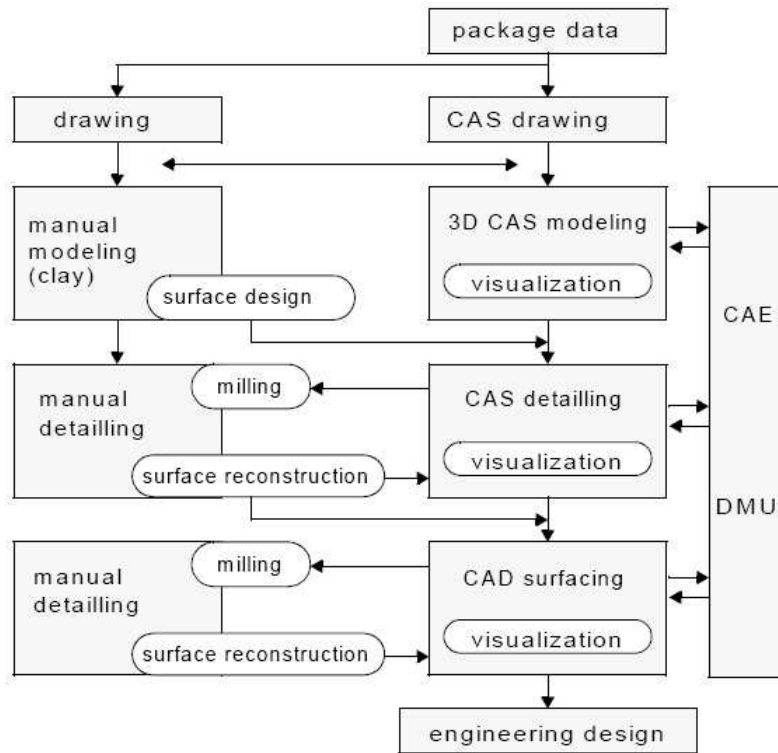 package data
drawing
CAS drawing
manual
modeling
(clay)
surface design
3D CAS modeling
visualization
CAE
manual
detailling
milling
surface reconstruction
CAS detailling
visualization
DMU
manual
detailling
milling
surface reconstruction
CAD surfacing
visualization
engineering design